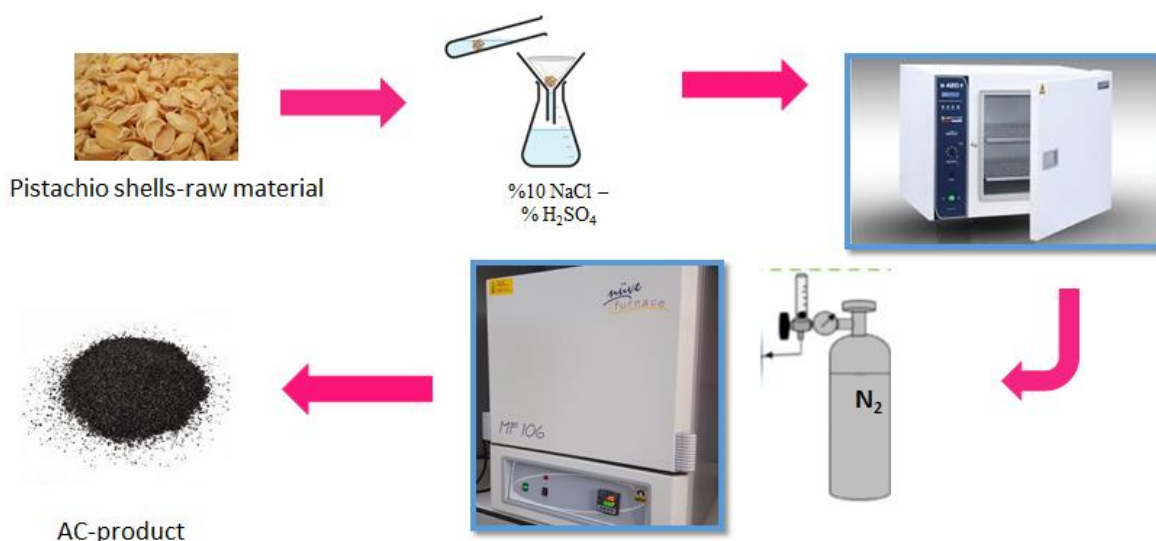 Pistachio shells-raw material
%10 NaCl –
% H₂SO₄
N₂
nüve
furnace
MF 106
AC-product